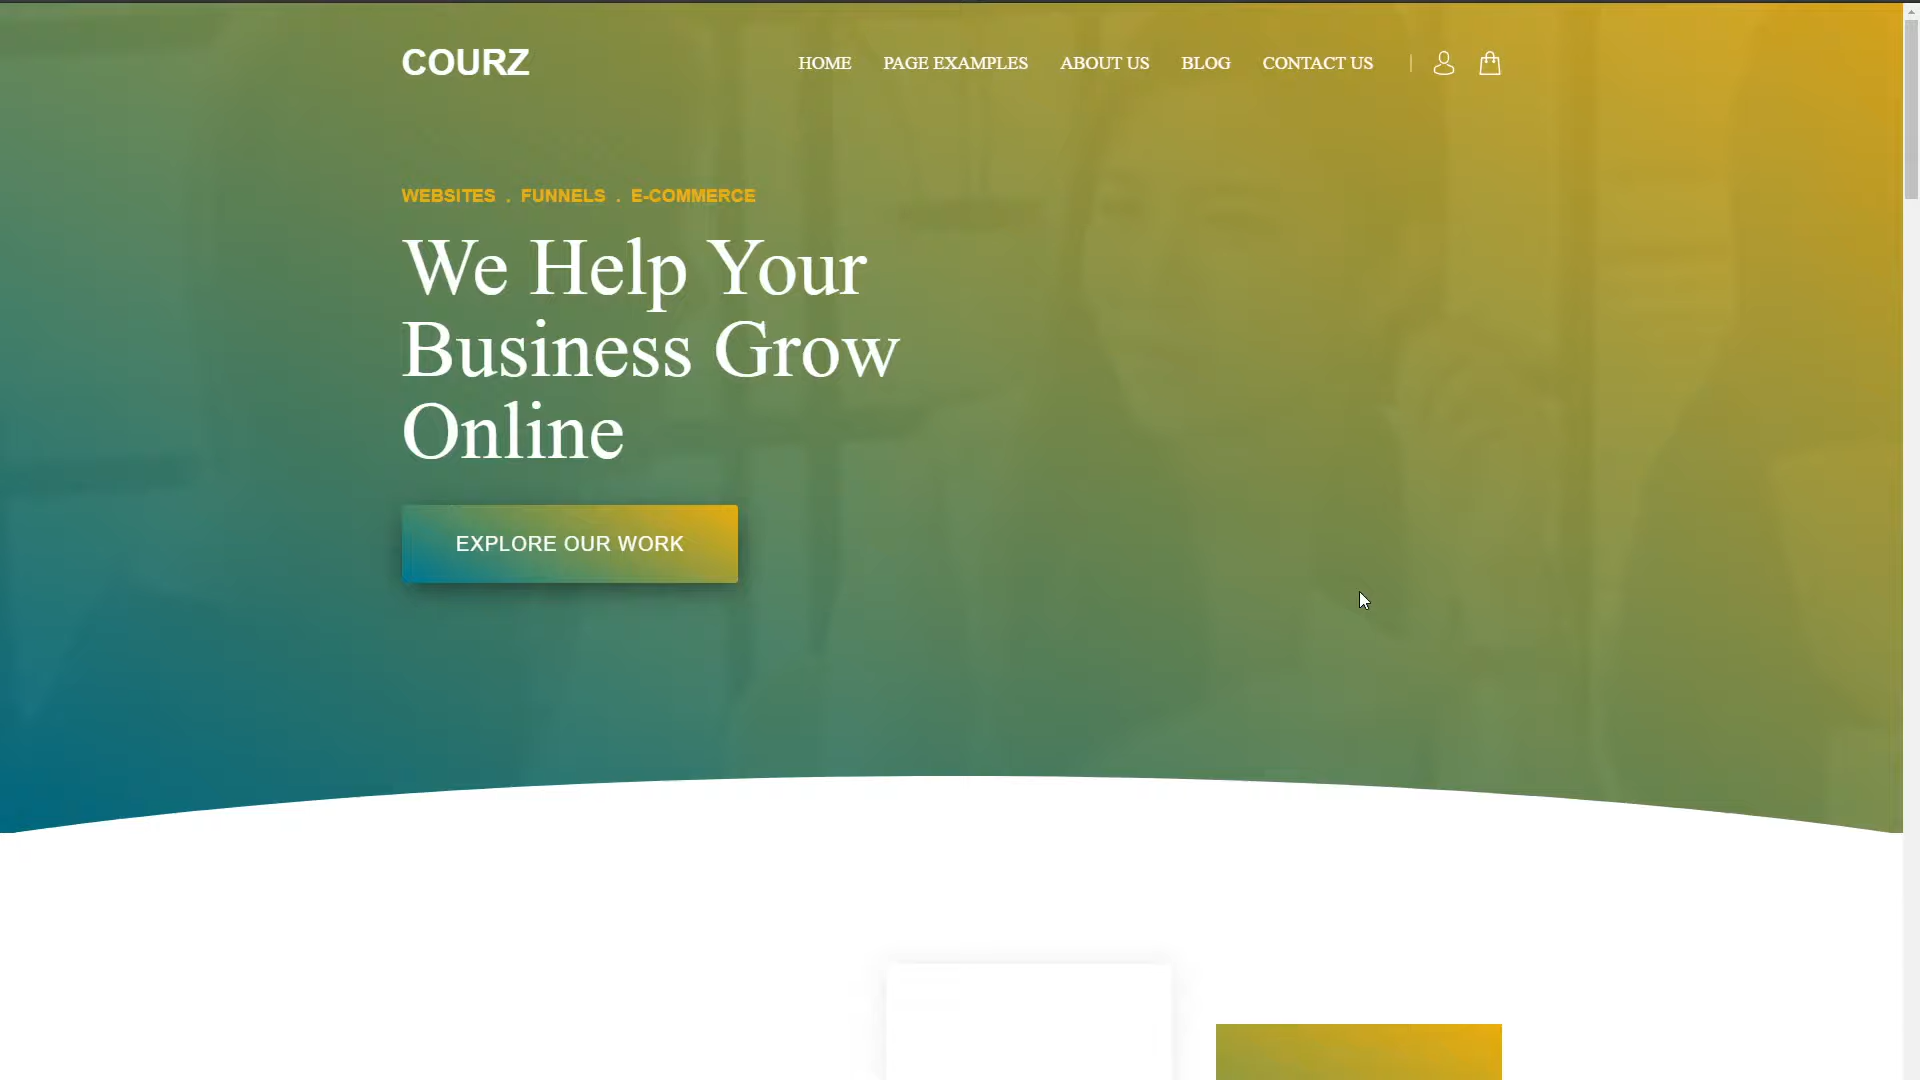 COURZ
HOME PAGE EXAMPLES ABOUT US BLOG CONTACT US
WEBSITES . FUNNELS . E-COMMERCE
We Help Your
Business Grow
Online
EXPLORE OUR WORK